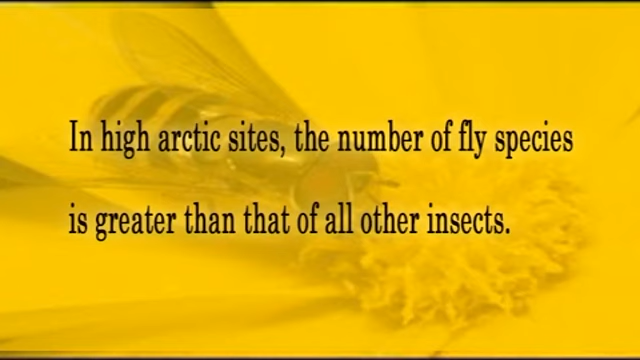 In high arctic sites, the number of fly species
is greater than that of all other insects.